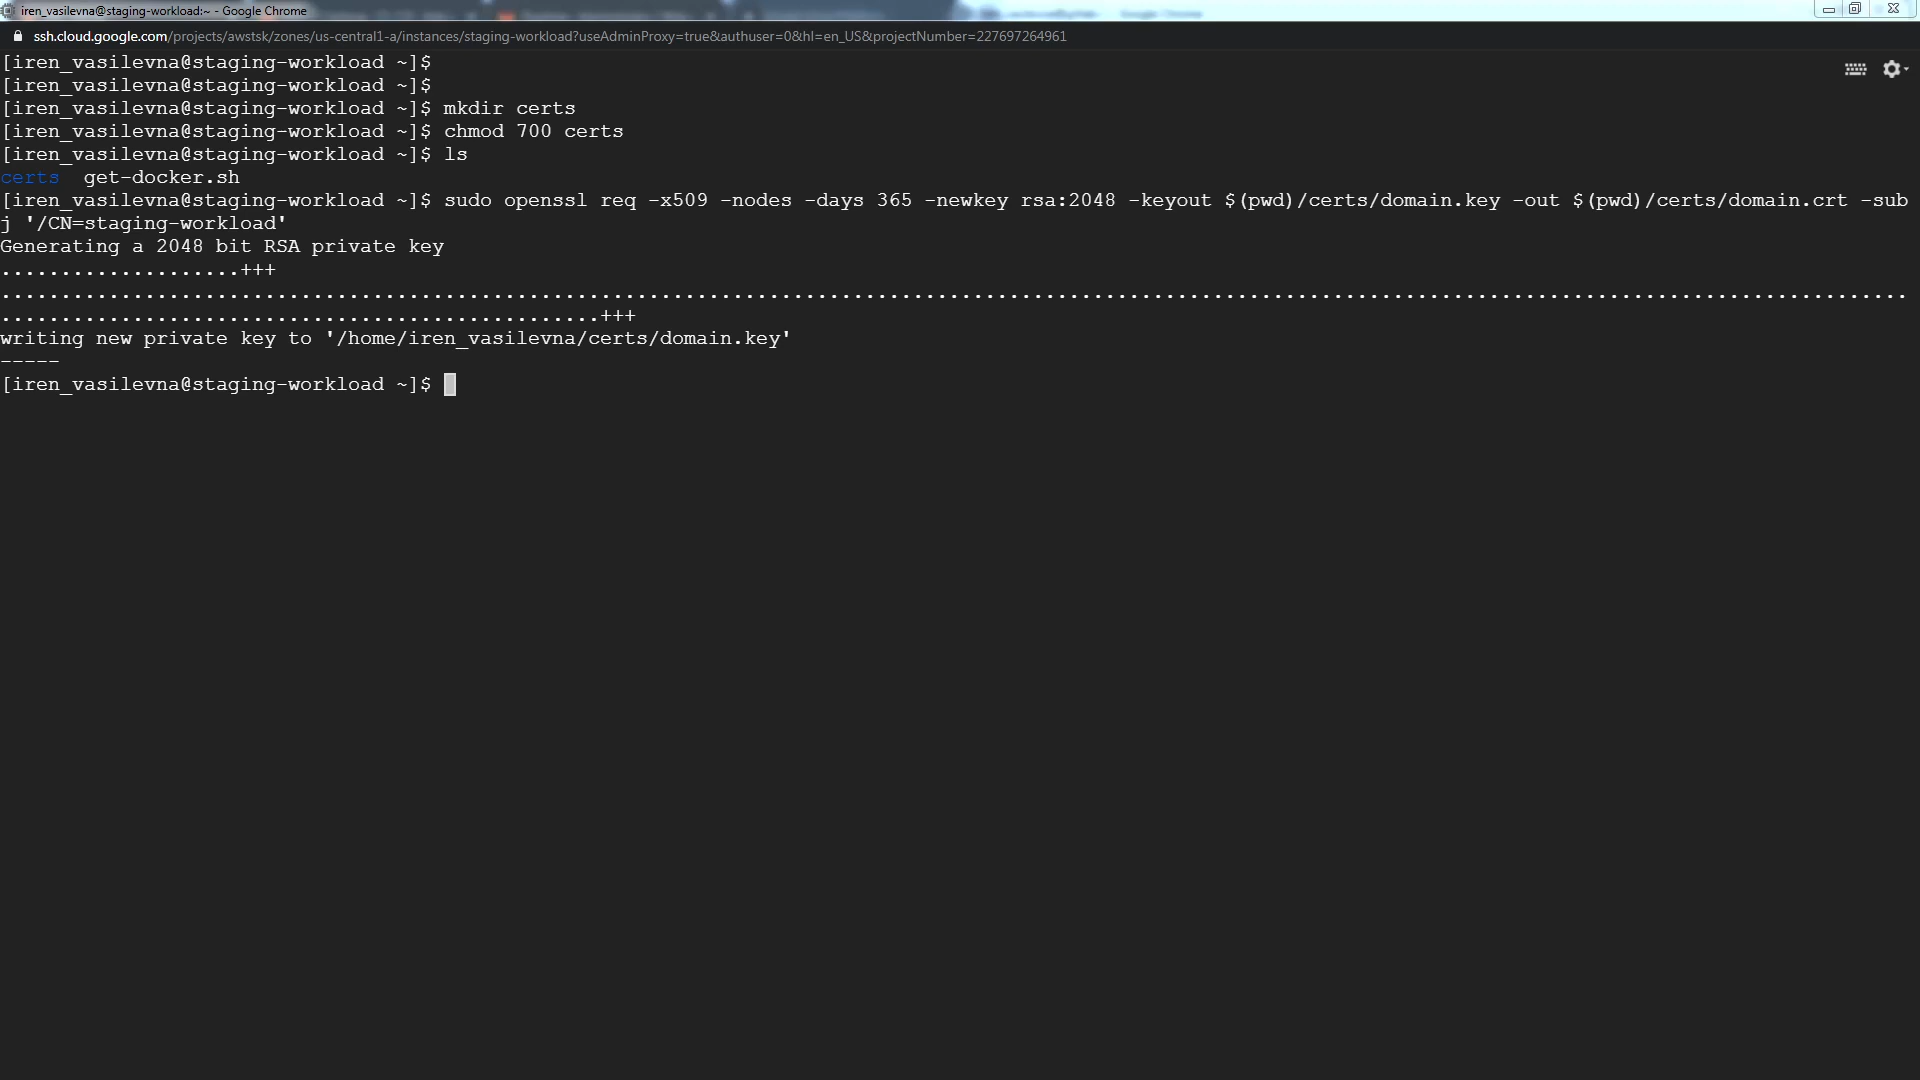 iren_vasilevna@staging-workload:~ - Google Chrome
ssh.cloud.google.com/projects/awstsk/zones/us-central1-a/instances/staging-workload?useAdminProxy=true&authuser=0&hl=en_US&projectNumber=227697264961
[iren_vasilevna@staging-workload ~]$
[iren_vasilevna@staging-workload ~]$
[iren_vasilevna@staging-workload ~]$ mkdir certs
[iren_vasilevna@staging-workload ~]$ chmod 700 certs
[iren_vasilevna@staging-workload ~]$ ls
certs  get-docker.sh
[iren_vasilevna@staging-workload ~]$ sudo openssl req -x509 -nodes -days 365 -newkey rsa:2048 -keyout $(pwd)/certs/domain.key -out $(pwd)/certs/domain.crt -sub
j '/CN=staging-workload'
Generating a 2048 bit RSA private key
....................+++
...............................................................................................................................................................
..................................................+++
writing new private key to '/home/iren_vasilevna/certs/domain.key'
-----
[iren_vasilevna@staging-workload ~]$